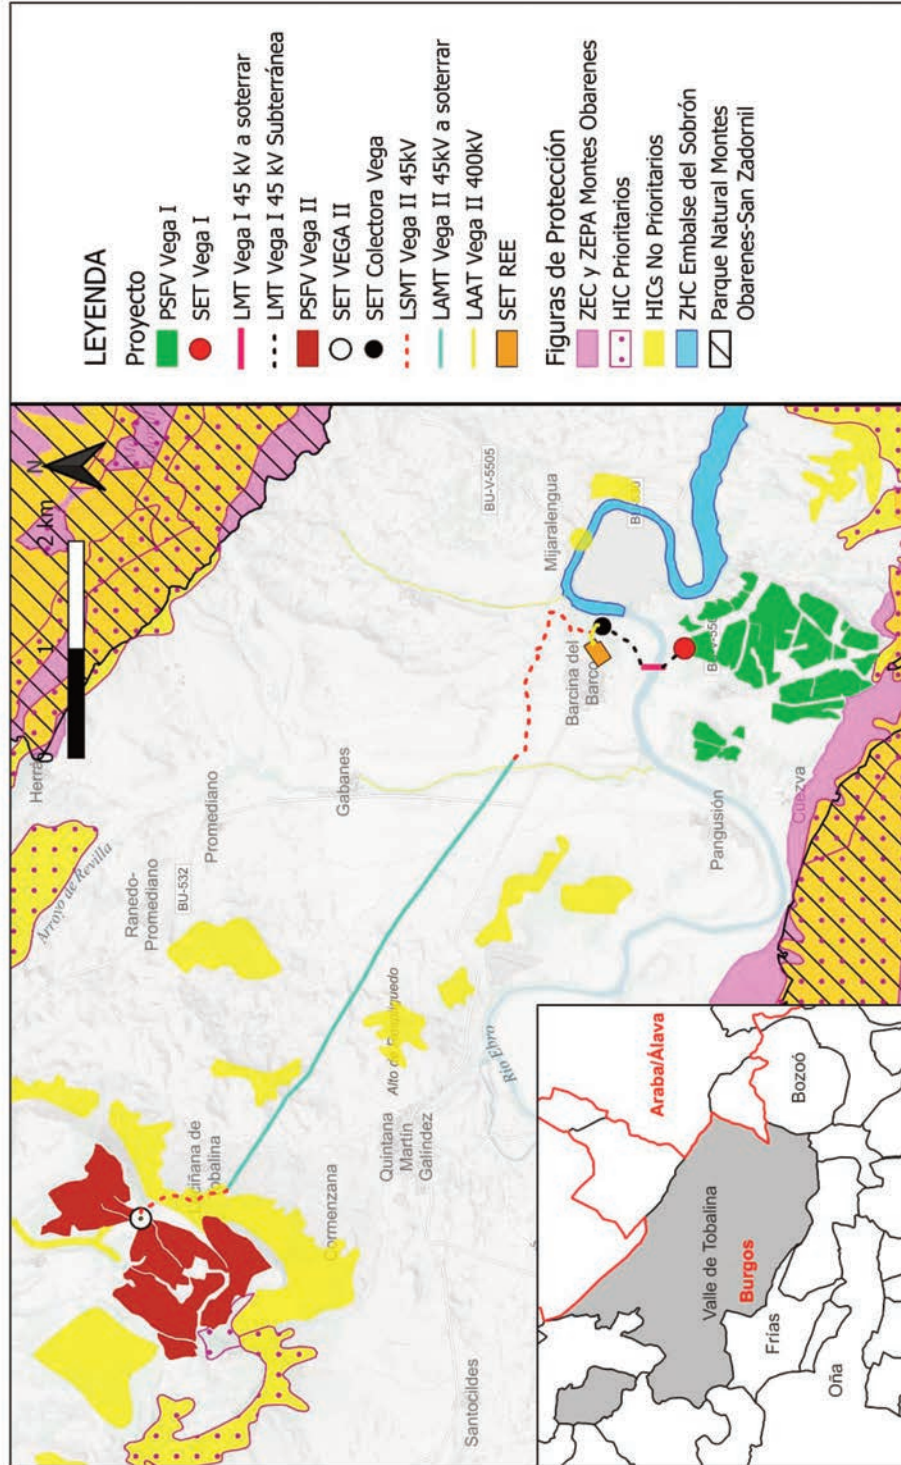 LEYENDA
Proyecto
PSFV Vega I
SET Vega I
LMT Vega I 45 kV a soterrar
LMT Vega I 45 kV Subterránea
PSFV Vega II
SET VEGA II
SET Colectora Vega
LSMT Vega II 45kV
LAMT Vega II 45kV a soterrar
LAAT Vega II 400kV
SET REE
Figuras de Protección
ZEC y ZEPA Montes Obarenes
HIC Prioritarios
HICs No Prioritarios
ZHC Embalse del Sobrón
Parque Natural Montes
Obarenes-San Zadornil
N
0 1 2 km
Herrán
Arroyo de Revilla
Ranedo-
Promediano
BU-532
Promediano
Gabanes
BU-V-5505
Mijaralengua
Barcina del
Barco
Pangusión
Cuezva
Alto de
Quintana
Martín
Galíndez
Río Ebro
Cormenzana
Santocildes
Araba/Álava
Valle de Tobalina
Burgos
Bozoó
Frías
Oña